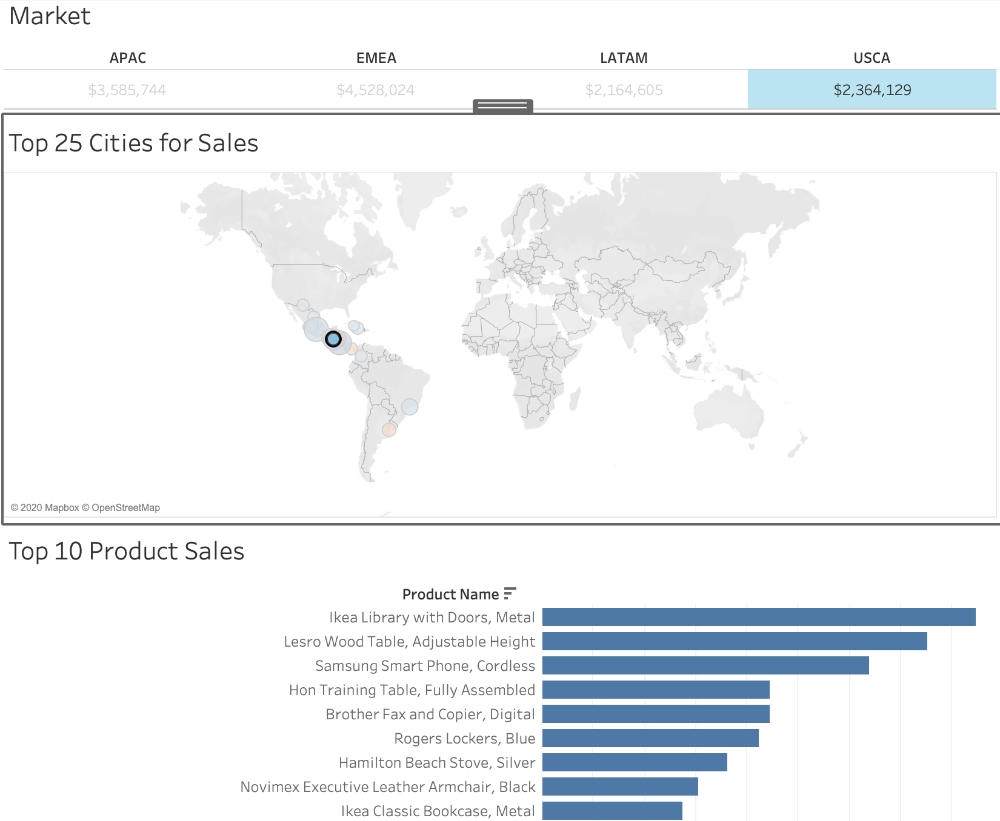 Market
APAC EMEA LATAM USCA
$3,585,744 $4,528,024 $2,164,605 $2,364,129
Top 25 Cities for Sales
© 2020 Mapbox © OpenStreetMap
Top 10 Product Sales
Product Name
Ikea Library with Doors, Metal
Lesro Wood Table, Adjustable Height
Samsung Smart Phone, Cordless
Hon Training Table, Fully Assembled
Brother Fax and Copier, Digital
Rogers Lockers, Blue
Hamilton Beach Stove, Silver
Novimex Executive Leather Armchair, Black
Ikea Classic Bookcase, Metal